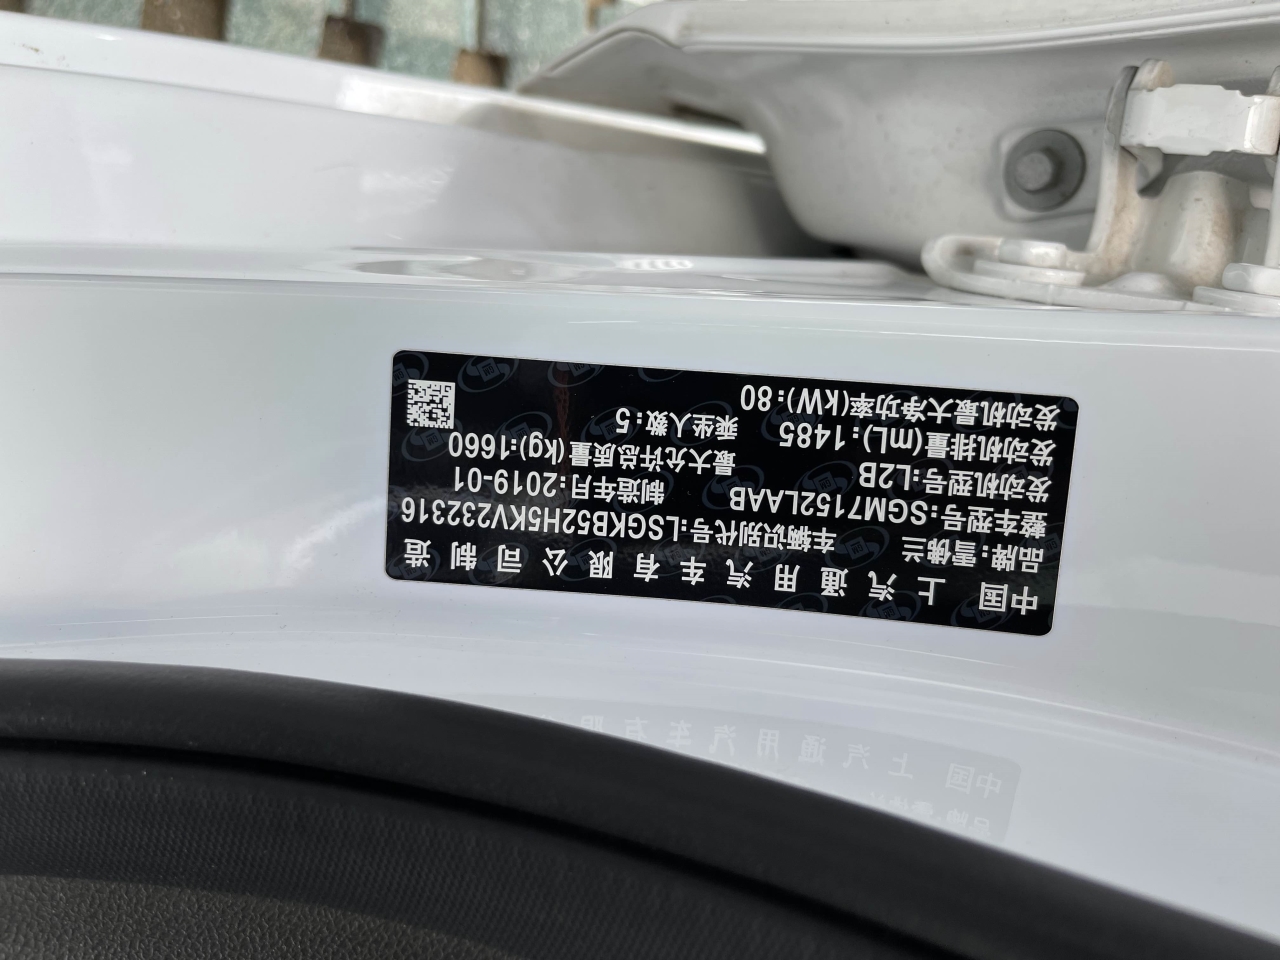 中国 上汽通用汽车有限公司制造
品牌:雪佛兰 车辆识别代号:LSGKB52H5KV232316
整车型号:SGM7152LAAB 制造年月:2019-01
发动机型号:L2B 最大允许总质量(kg):1660
发动机排量(mL):1485 乘坐人数:5
发动机最大净功率(kW):80